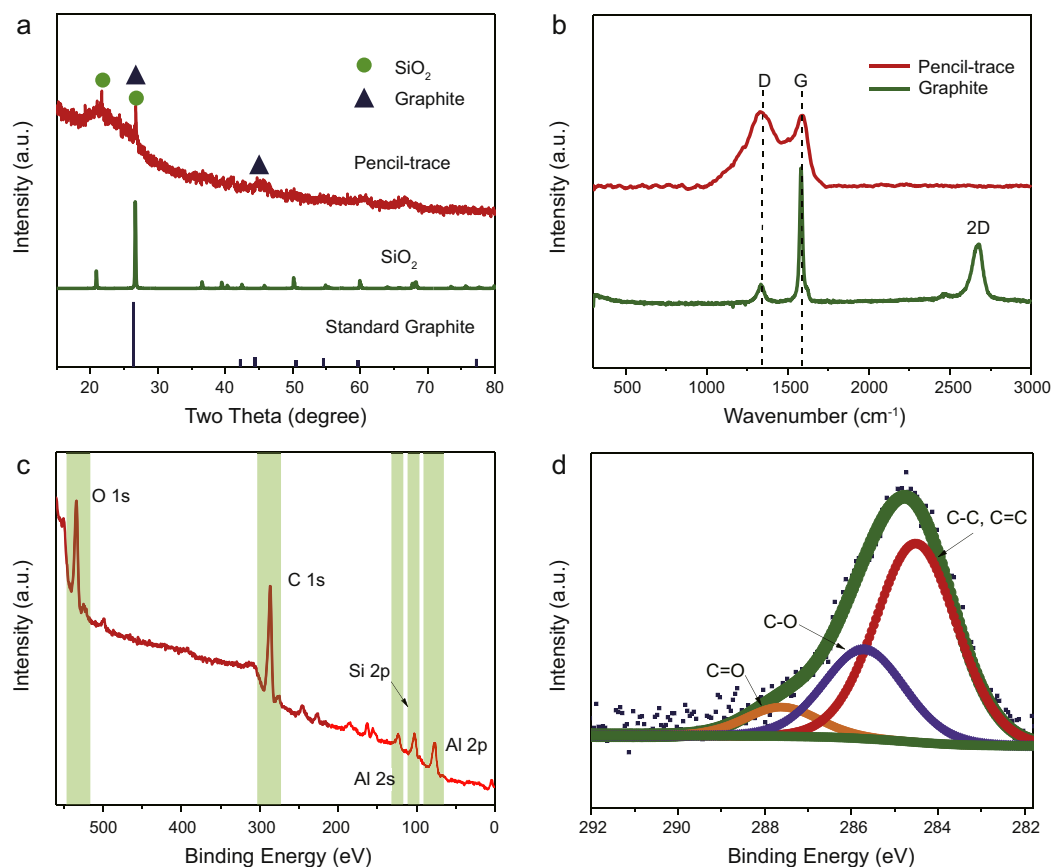 a
SiO₂
Graphite
Pencil-trace
SiO₂
Standard Graphite
Intensity (a.u.)
20 30 40 50 60 70 80
Two Theta (degree)
b
D G
Pencil-trace
Graphite
2D
Intensity (a.u.)
500 1000 1500 2000 2500 3000
Wavenumber (cm⁻¹)
c
O 1s
C 1s
Si 2p
Al 2p
Al 2s
Intensity (a.u.)
500 400 300 200 100 0
Binding Energy (eV)
d
C-C, C=C
C-O
C=O
Intensity (a.u.)
292 290 288 286 284 282
Binding Energy (eV)